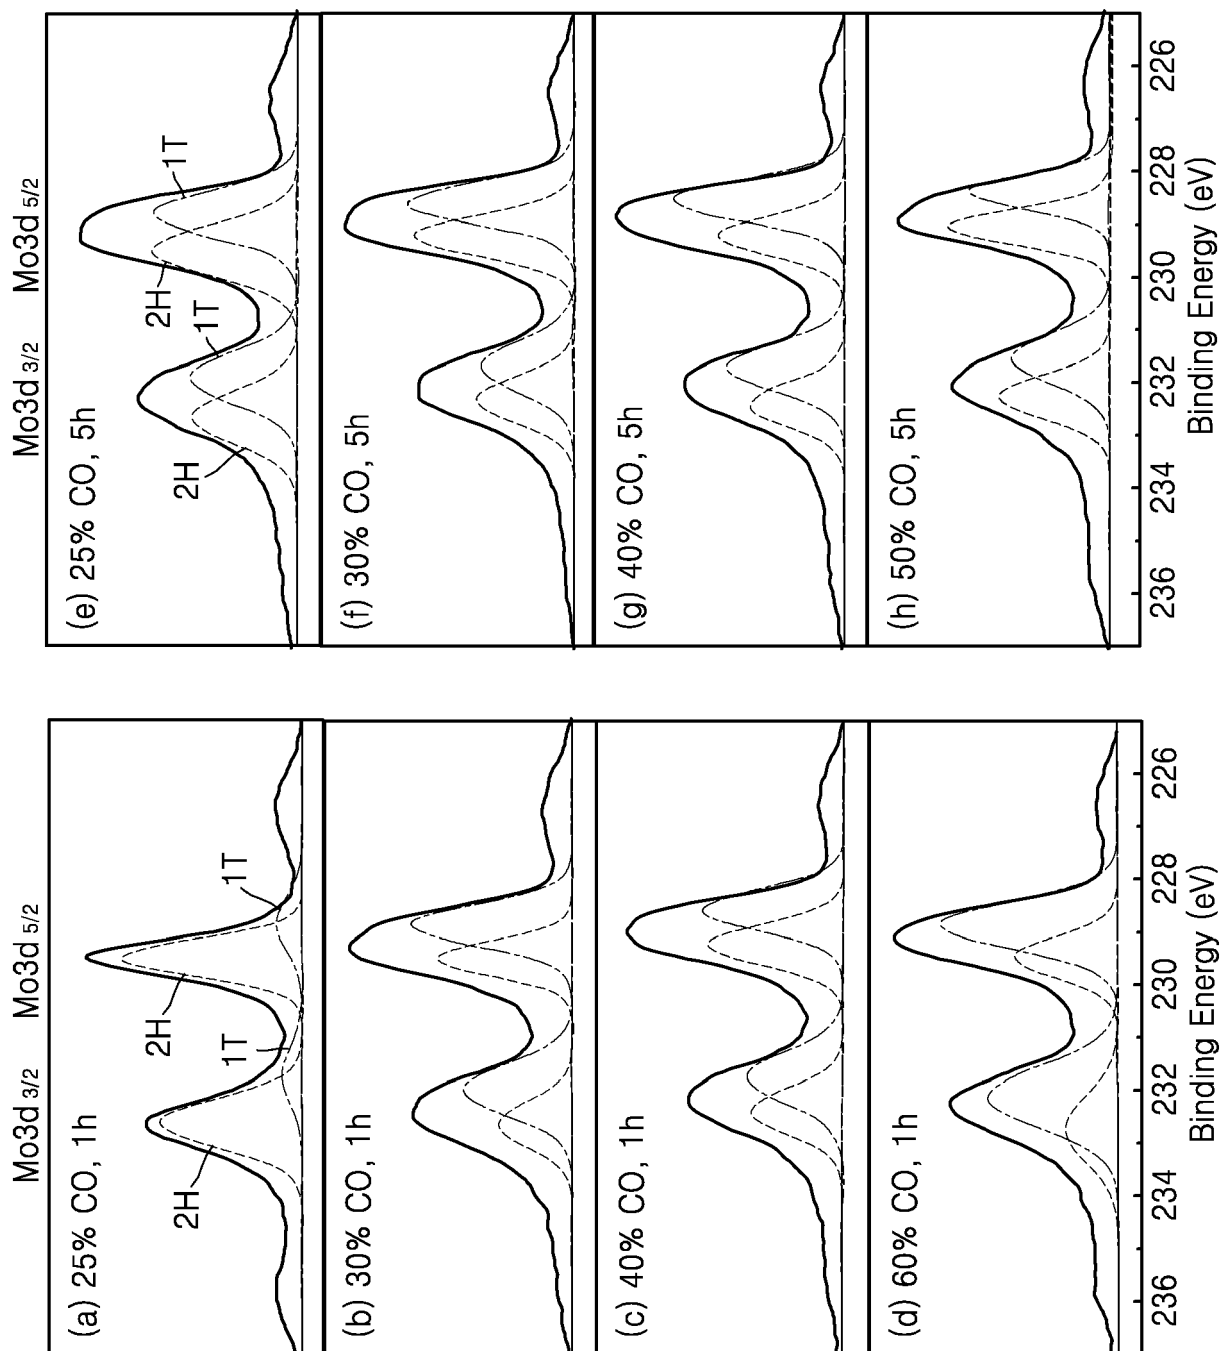 Mo3d 3/2 Mo3d 5/2
(a) 25% CO, 1h
2H
1T
2H
1T
(b) 30% CO, 1h
(c) 40% CO, 1h
(d) 60% CO, 1h
236 234 232 230 228 226
Binding Energy (eV)
Mo3d 3/2 Mo3d 5/2
(e) 25% CO, 5h
2H
1T
2H
1T
(f) 30% CO, 5h
(g) 40% CO, 5h
(h) 50% CO, 5h
236 234 232 230 228 226
Binding Energy (eV)